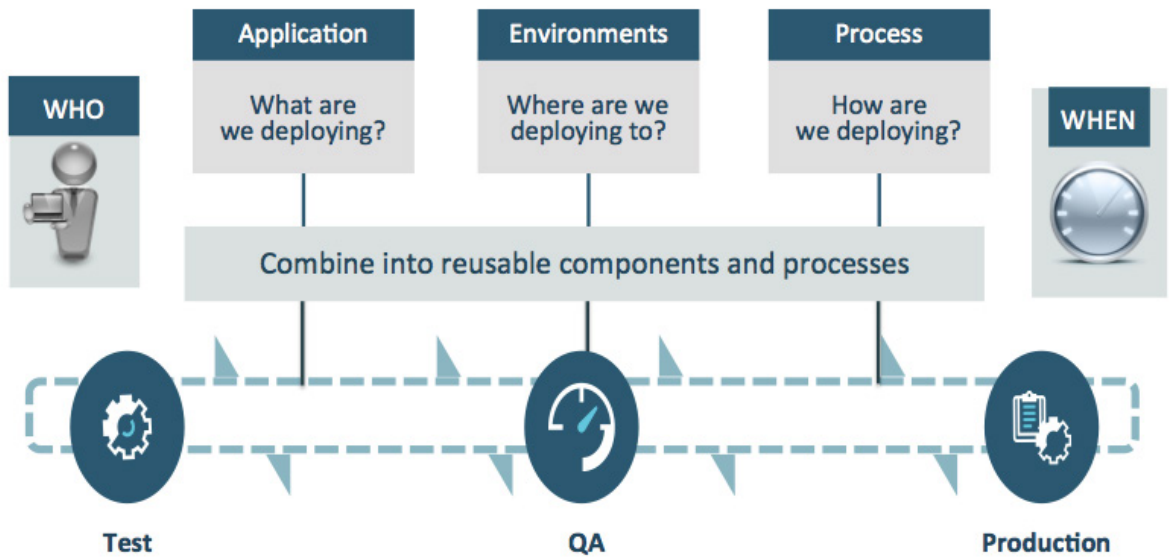 WHO
Application
What are
we deploying?
Environments
Where are we
deploying to?
Process
How are
we deploying?
WHEN
Combine into reusable components and processes
Test
QA
Production